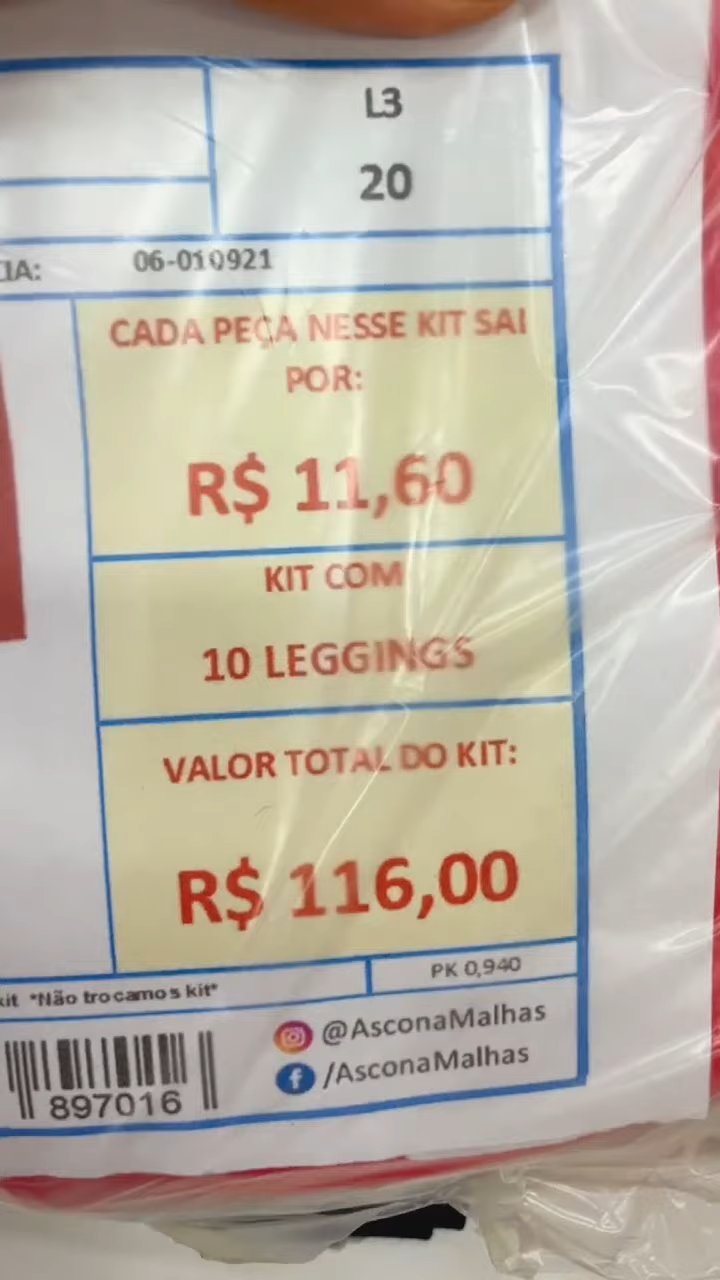 L3
20
IA: 06-010921
CADA PEÇA NESSE KIT SAI
POR:
R$ 11,60
KIT COM
10 LEGGINGS
VALOR TOTAL DO KIT:
R$ 116,00
kit *Não trocamos kit*
PK 0,940
@AsconaMalhas
/AsconaMalhas
897016